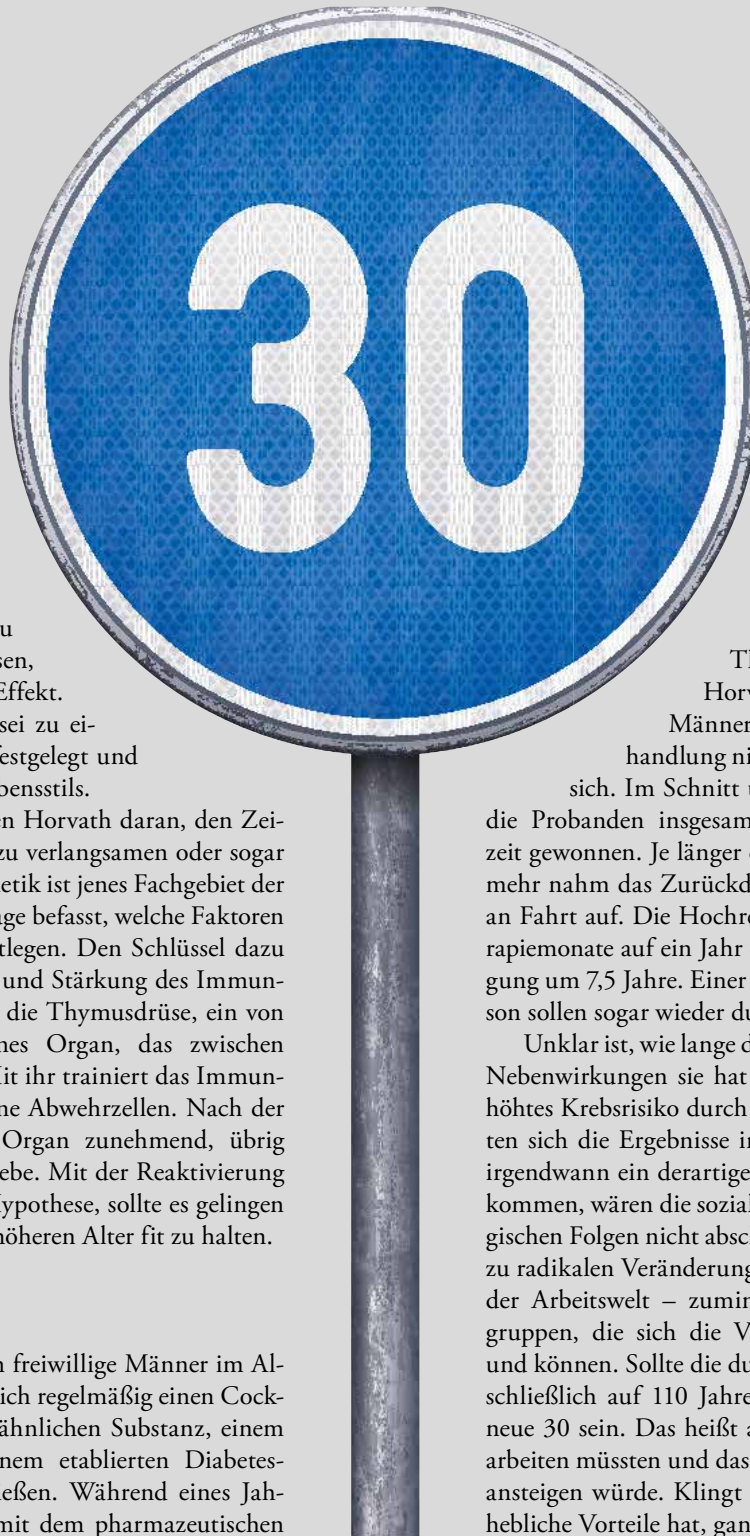 30
u
sen,
Effekt.
sei zu ei-
festgelegt und
bensstils.
en Horvath daran, den Zei-
zu verlangsamen oder sogar
etik ist jenes Fachgebiet der
age befasst, welche Faktoren
tlegen. Den Schlüssel dazu
und Stärkung des Immun-
die Thymusdrüse, ein von
nes Organ, das zwischen
it ihr trainiert das Immun-
ne Abwehrzellen. Nach der
Organ zunehmend, übrig
ebe. Mit der Reaktivierung
ypothese, sollte es gelingen
höheren Alter fit zu halten.
n freiwillige Männer im Al-
ich regelmäßig einen Cock-
ähnlichen Substanz, einem
nem etablierten Diabetes-
eßen. Während eines Jah-
mit dem pharmazeutischen
Th
Horv
Männer
handlung ni
sich. Im Schnitt
die Probanden insgesam
zeit gewonnen. Je länger
mehr nahm das Zurückd
an Fahrt auf. Die Hochre
rapiemonate auf ein Jahr
gung um 7,5 Jahre. Einer
son sollen sogar wieder du
Unklar ist, wie lange d
Nebenwirkungen sie hat
höhtes Krebsrisiko durch
ten sich die Ergebnisse i
irgendwann ein derartige
kommen, wären die sozial
gischen Folgen nicht absc
zu radikalen Veränderung
der Arbeitswelt – zumin
gruppen, die sich die V
und können. Sollte die du
schließlich auf 110 Jahre
neue 30 sein. Das heißt a
arbeiten müssten und das
ansteigen würde. Klingt
hebliche Vorteile hat, gan